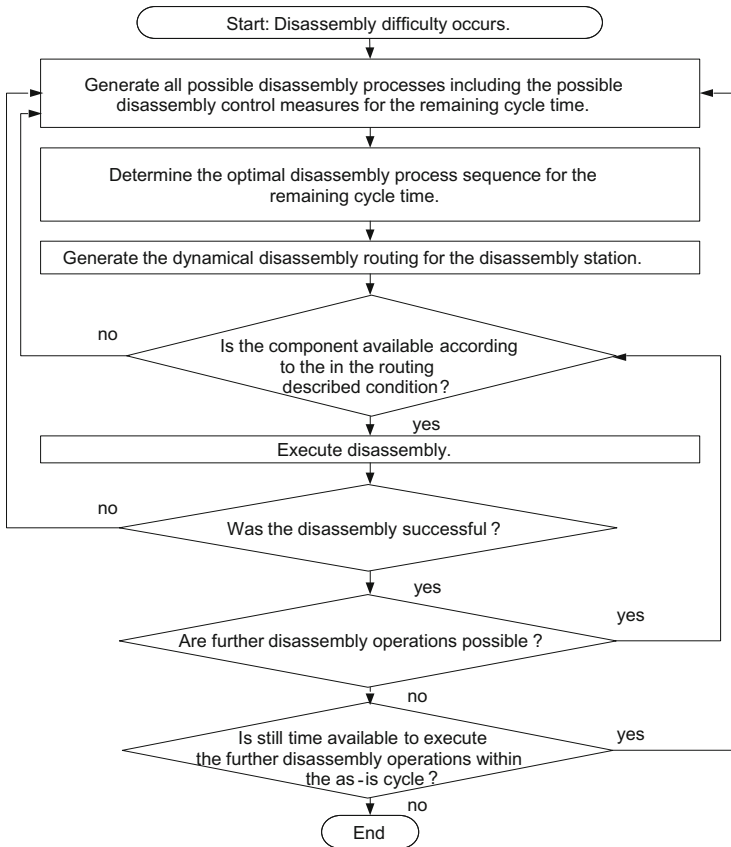 Start: Disassembly difficulty occurs.
Generate all possible disassembly processes including the possible
disassembly control measures for the remaining cycle time.
Determine the optimal disassembly process sequence for the
remaining cycle time.
Generate the dynamical disassembly routing for the disassembly station.
no
Is the component available according
to the in the routing
described condition?
yes
Execute disassembly.
no
Was the disassembly successful?
yes
yes
Are further disassembly operations possible?
no
Is still time available to execute
the further disassembly operations within
the as-is cycle?
yes
no
End